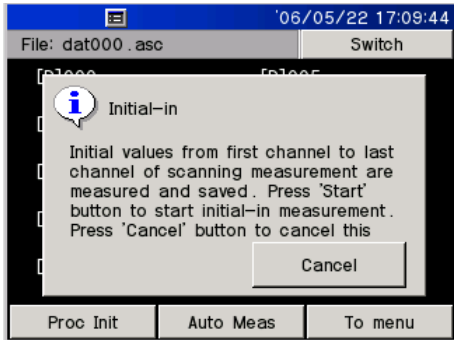 '06/05/22 17:09:44
File: dat000.asc
Switch
Initial-in
Initial values from first channel to last
channel of scanning measurement are
measured and saved. Press 'Start'
button to start initial-in measurement.
Press 'Cancel' button to cancel this
Cancel
Proc Init
Auto Meas
To menu